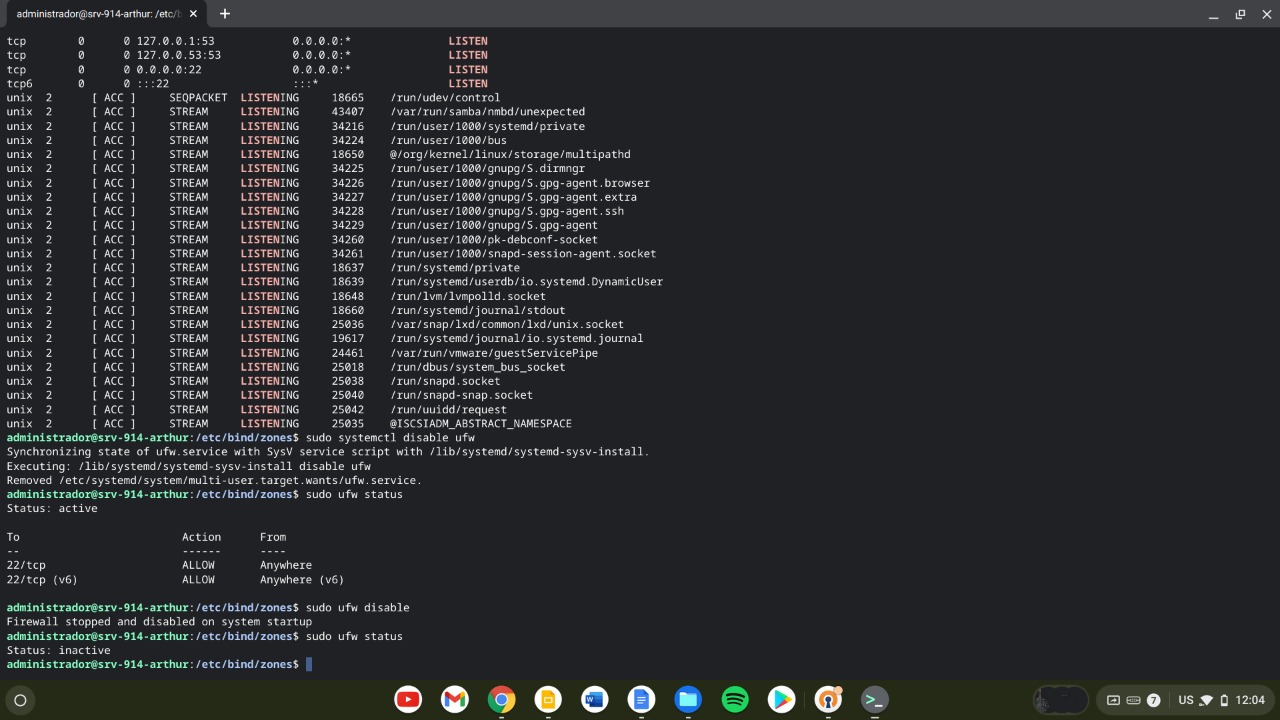 administrador@srv-914-arthur: /etc/b
tcp 0 0 127.0.0.1:53 0.0.0.0:* LISTEN
tcp 0 0 127.0.0.53:53 0.0.0.0:* LISTEN
tcp 0 0 0.0.0.0:22 0.0.0.0:* LISTEN
tcp6 0 0 :::22 :::* LISTEN
unix 2 [ ACC ] SEQPACKET LISTENING 18665 /run/udev/control
unix 2 [ ACC ] STREAM LISTENING 43407 /var/run/samba/nmbd/unexpected
unix 2 [ ACC ] STREAM LISTENING 34216 /run/user/1000/systemd/private
unix 2 [ ACC ] STREAM LISTENING 34224 /run/user/1000/bus
unix 2 [ ACC ] STREAM LISTENING 18650 @/org/kernel/linux/storage/multipathd
unix 2 [ ACC ] STREAM LISTENING 34225 /run/user/1000/gnupg/S.dirmngr
unix 2 [ ACC ] STREAM LISTENING 34226 /run/user/1000/gnupg/S.gpg-agent.browser
unix 2 [ ACC ] STREAM LISTENING 34227 /run/user/1000/gnupg/S.gpg-agent.extra
unix 2 [ ACC ] STREAM LISTENING 34228 /run/user/1000/gnupg/S.gpg-agent.ssh
unix 2 [ ACC ] STREAM LISTENING 34229 /run/user/1000/gnupg/S.gpg-agent
unix 2 [ ACC ] STREAM LISTENING 34260 /run/user/1000/pk-debconf-socket
unix 2 [ ACC ] STREAM LISTENING 34261 /run/user/1000/snapd-session-agent.socket
unix 2 [ ACC ] STREAM LISTENING 18637 /run/systemd/private
unix 2 [ ACC ] STREAM LISTENING 18639 /run/systemd/userdb/io.systemd.DynamicUser
unix 2 [ ACC ] STREAM LISTENING 18648 /run/lvm/lvmpolld.socket
unix 2 [ ACC ] STREAM LISTENING 18660 /run/systemd/journal/stdout
unix 2 [ ACC ] STREAM LISTENING 25036 /var/snap/lxd/common/lxd/unix.socket
unix 2 [ ACC ] STREAM LISTENING 19617 /run/systemd/journal/io.systemd.journal
unix 2 [ ACC ] STREAM LISTENING 24461 /var/run/vmware/guestServicePipe
unix 2 [ ACC ] STREAM LISTENING 25018 /run/dbus/system_bus_socket
unix 2 [ ACC ] STREAM LISTENING 25038 /run/snapd.socket
unix 2 [ ACC ] STREAM LISTENING 25040 /run/snapd-snap.socket
unix 2 [ ACC ] STREAM LISTENING 25042 /run/uuidd/request
unix 2 [ ACC ] STREAM LISTENING 25035 @ISCSIADM_ABSTRACT_NAMESPACE
administrador@srv-914-arthur:/etc/bind/zones$ sudo systemctl disable ufw
Synchronizing state of ufw.service with SysV service script with /lib/systemd/systemd-sysv-install.
Executing: /lib/systemd/systemd-sysv-install disable ufw
Removed /etc/systemd/system/multi-user.target.wants/ufw.service.
administrador@srv-914-arthur:/etc/bind/zones$ sudo ufw status
Status: active
To Action From
-- ------ ----
22/tcp ALLOW Anywhere
22/tcp (v6) ALLOW Anywhere (v6)
administrador@srv-914-arthur:/etc/bind/zones$ sudo ufw disable
Firewall stopped and disabled on system startup
administrador@srv-914-arthur:/etc/bind/zones$ sudo ufw status
Status: inactive
administrador@srv-914-arthur:/etc/bind/zones$
7 US 12:04